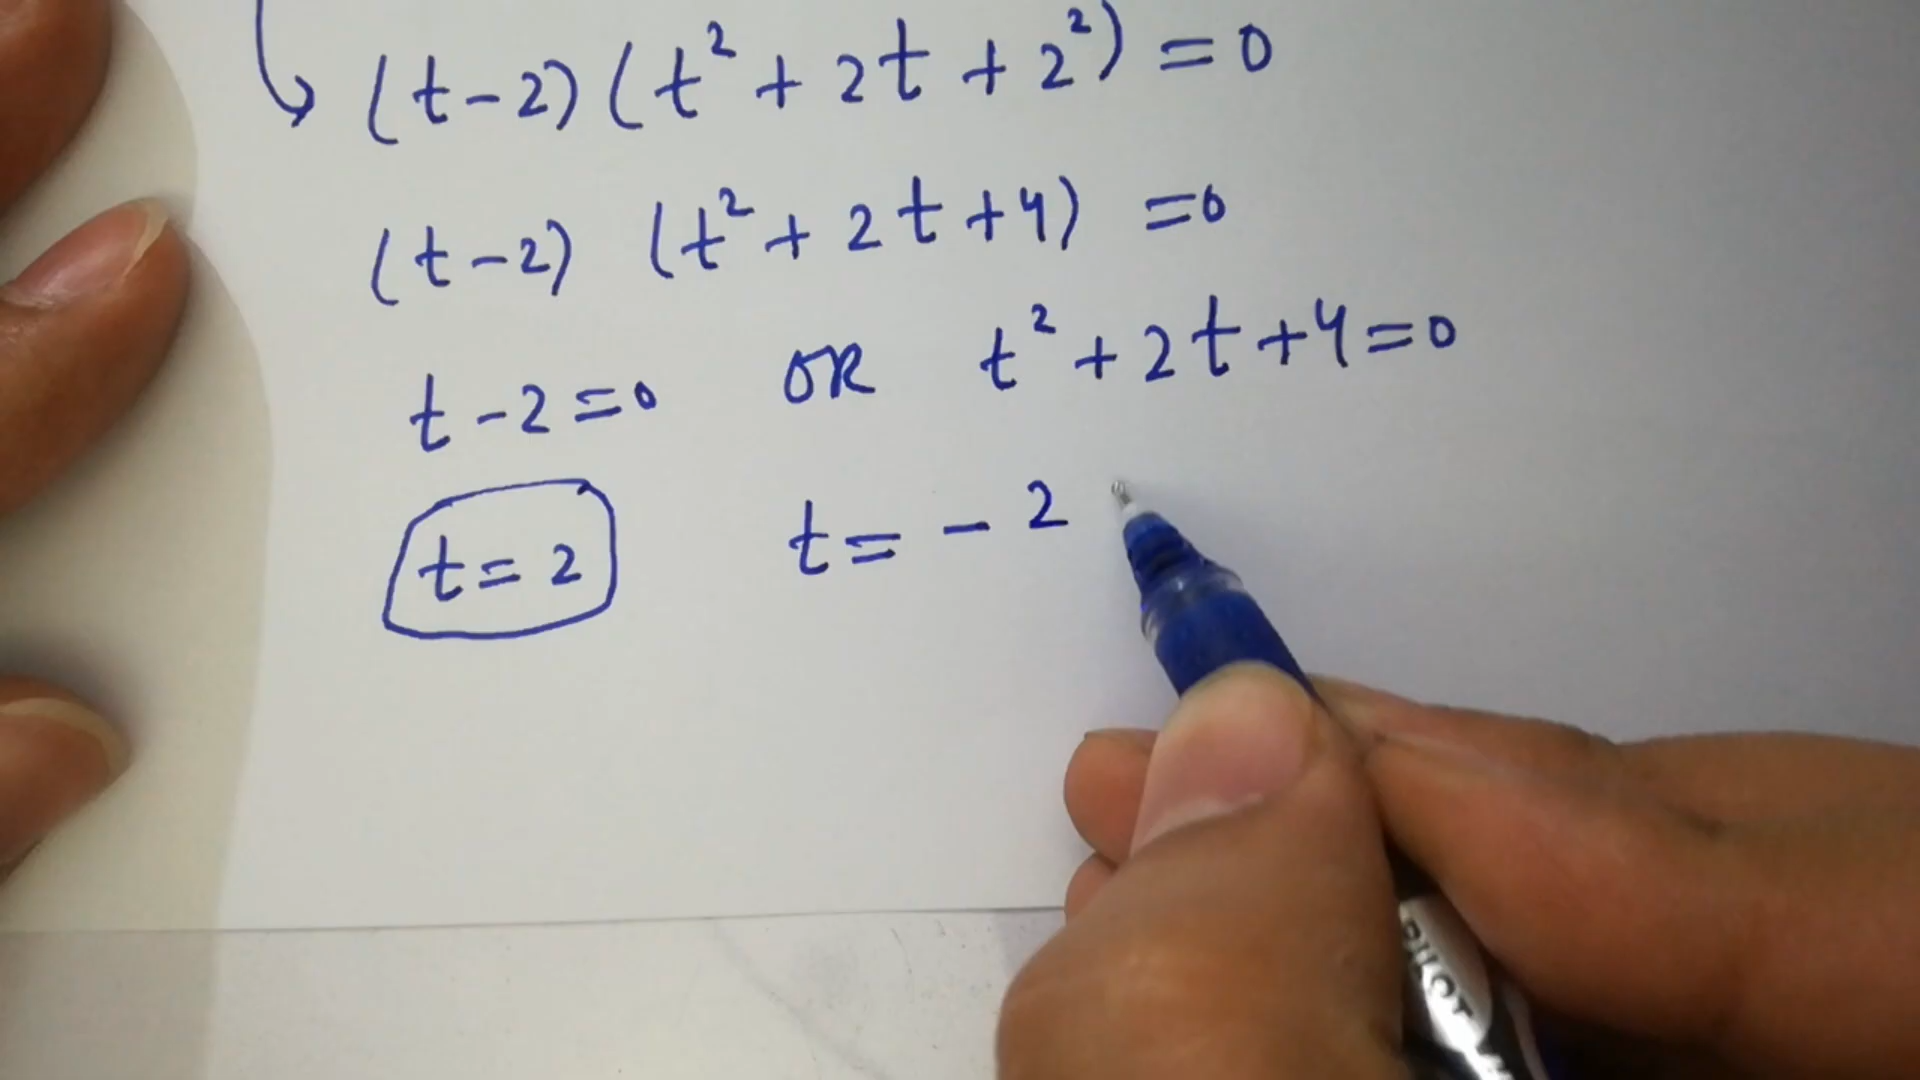 (t-2)(t²+2t+2²)=0
(t-2) (t²+2t+4) =0
t-2=0 OR t²+2t+4=0
t=2 t=-2
PILOT